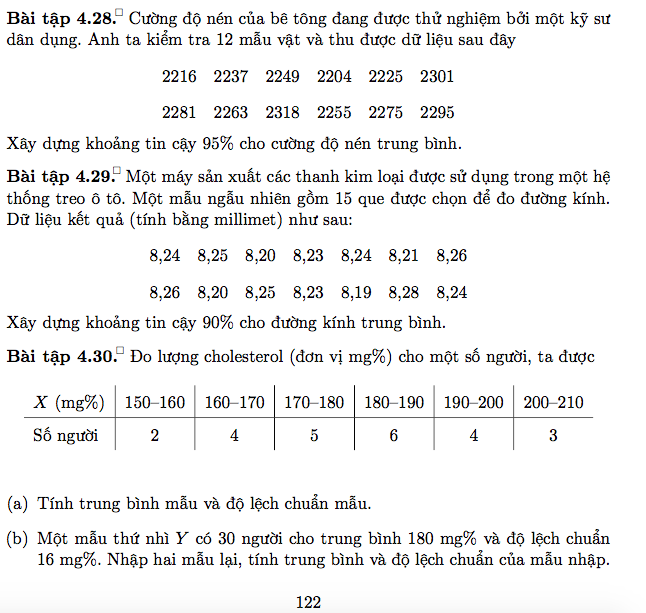 Bài tập 4.28. Cường độ nén của bê tông đang được thử nghiệm bởi một kỹ sư
dân dụng. Anh ta kiểm tra 12 mẫu vật và thu được dữ liệu sau đây
2216 2237 2249 2204 2225 2301
2281 2263 2318 2255 2275 2295
Xây dựng khoảng tin cậy 95% cho cường độ nén trung bình.
Bài tập 4.29. Một máy sản xuất các thanh kim loại được sử dụng trong một hệ
thống treo ô tô. Một mẫu ngẫu nhiên gồm 15 que được chọn để đo đường kính.
Dữ liệu kết quả (tính bằng millimet) như sau:
8,24 8,25 8,20 8,23 8,24 8,21 8,26
8,26 8,20 8,25 8,23 8,19 8,28 8,24
Xây dựng khoảng tin cậy 90% cho đường kính trung bình.
Bài tập 4.30. Đo lượng cholesterol (đơn vị mg%) cho một số người, ta được
X (mg%) 150–160 160–170 170–180 180–190 190–200 200–210
Số người 2 4 5 6 4 3
(a) Tính trung bình mẫu và độ lệch chuẩn mẫu.
(b) Một mẫu thứ nhì Y có 30 người cho trung bình 180 mg% và độ lệch chuẩn
16 mg%. Nhập hai mẫu lại, tính trung bình và độ lệch chuẩn của mẫu nhập.
122